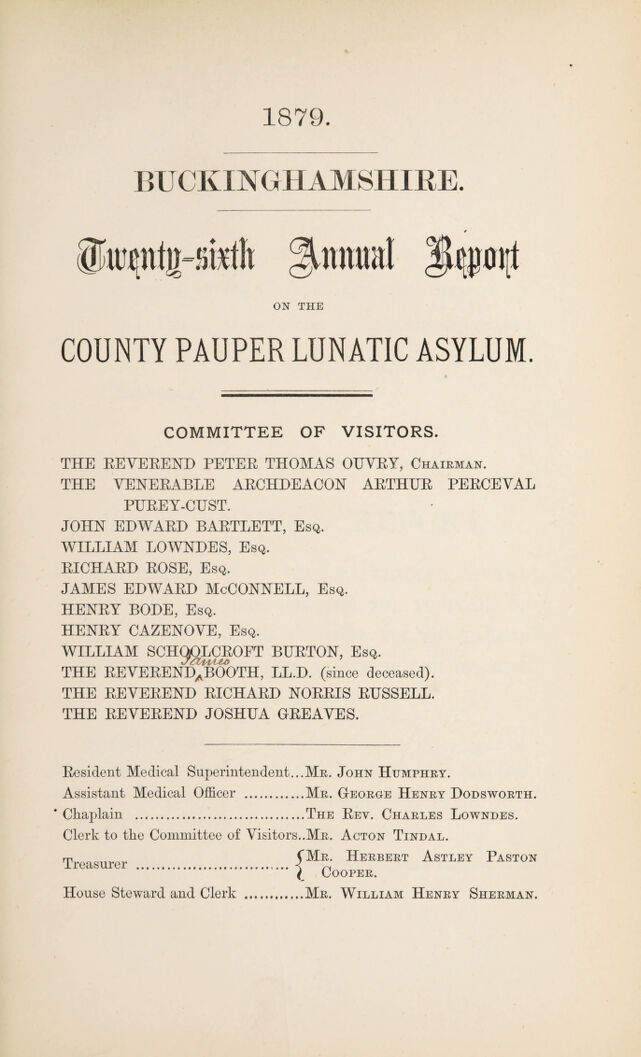 1879.
BUCKINGHAMSHIRE.
Twenty-sixth Annual Report
ON THE
COUNTY PAUPER LUNATIC ASYLUM.
COMMITTEE OF VISITORS.
THE REVEREND PETER THOMAS OUVRY, CHAIRMAN.
THE VENERABLE ARCHDEACON ARTHUR PERCEVAL
PUREY-CUST.
JOHN EDWARD BARTLETT, ESQ.
WILLIAM LOWNDES, ESQ.
RICHARD ROSE, ESQ.
JAMES EDWARD McCONNELL, ESQ.
HENRY BODE, ESQ.
HENRY CAZENOVE, ESQ.
WILLIAM SCHOOLCROFT BURTON, ESQ.
James
THE REVEREND ‸ BOOTH, LL.D. (since deceased).
THE REVEREND RICHARD NORRIS RUSSELL.
THE REVEREND JOSHUA GREAVES.
Resident Medical Superintendent...MR. JOHN HUMPHRY.
Assistant Medical Officer ............MR. GEORGE HENRY DODSWORTH.
Chaplain ..................................THE REV. CHARLES LOWNDES.
Clerk to the Committee of Visitors..MR. ACTON TINDAL.
Treasurer ............................... { MR. HERBERT ASTLEY PASTON
COOPER.
House Steward and Clerk ............MR. WILLIAM HENRY SHERMAN.